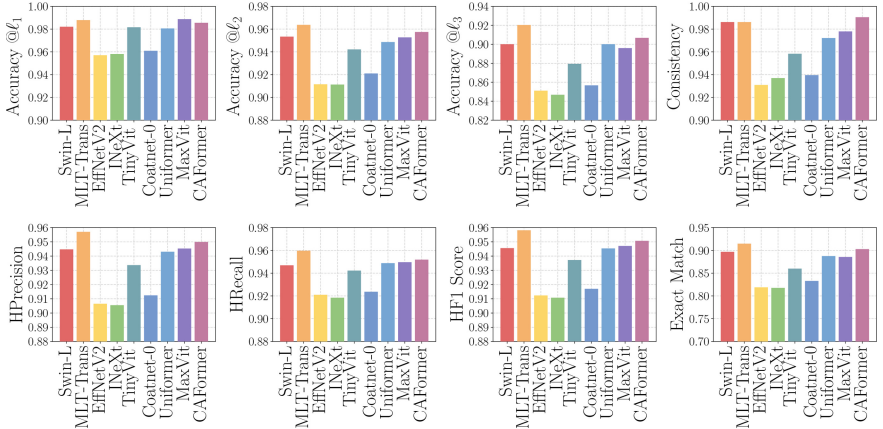 Accuracy @ℓ1
1.00
0.98
0.96
0.94
0.92
0.90
Swin-L
MLT-Trans
EffNetV2
INeXt
TinyVit
Coatnet-0
Uniformer
MaxVit
CAFormer
Accuracy @ℓ2
0.98
0.96
0.94
0.92
0.90
0.88
Swin-L
MLT-Trans
EffNetV2
INeXt
TinyVit
Coatnet-0
Uniformer
MaxVit
CAFormer
Accuracy @ℓ3
0.94
0.92
0.90
0.88
0.86
0.84
0.82
Swin-L
MLT-Trans
EffNetV2
INeXt
TinyVit
Coatnet-0
Uniformer
MaxVit
CAFormer
Consistency
1.00
0.98
0.96
0.94
0.92
0.90
Swin-L
MLT-Trans
EffNetV2
INeXt
TinyVit
Coatnet-0
Uniformer
MaxVit
CAFormer
HPrecision
0.96
0.95
0.94
0.93
0.92
0.91
0.90
0.89
0.88
Swin-L
MLT-Trans
EffNetV2
INeXt
TinyVit
Coatnet-0
Uniformer
MaxVit
CAFormer
HRecall
0.98
0.96
0.94
0.92
0.90
0.88
Swin-L
MLT-Trans
EffNetV2
INeXt
TinyVit
Coatnet-0
Uniformer
MaxVit
CAFormer
HF1 Score
0.96
0.95
0.94
0.93
0.92
0.91
0.90
0.89
0.88
Swin-L
MLT-Trans
EffNetV2
INeXt
TinyVit
Coatnet-0
Uniformer
MaxVit
CAFormer
Exact Match
0.95
0.90
0.85
0.80
0.75
0.70
Swin-L
MLT-Trans
EffNetV2
INeXt
TinyVit
Coatnet-0
Uniformer
MaxVit
CAFormer